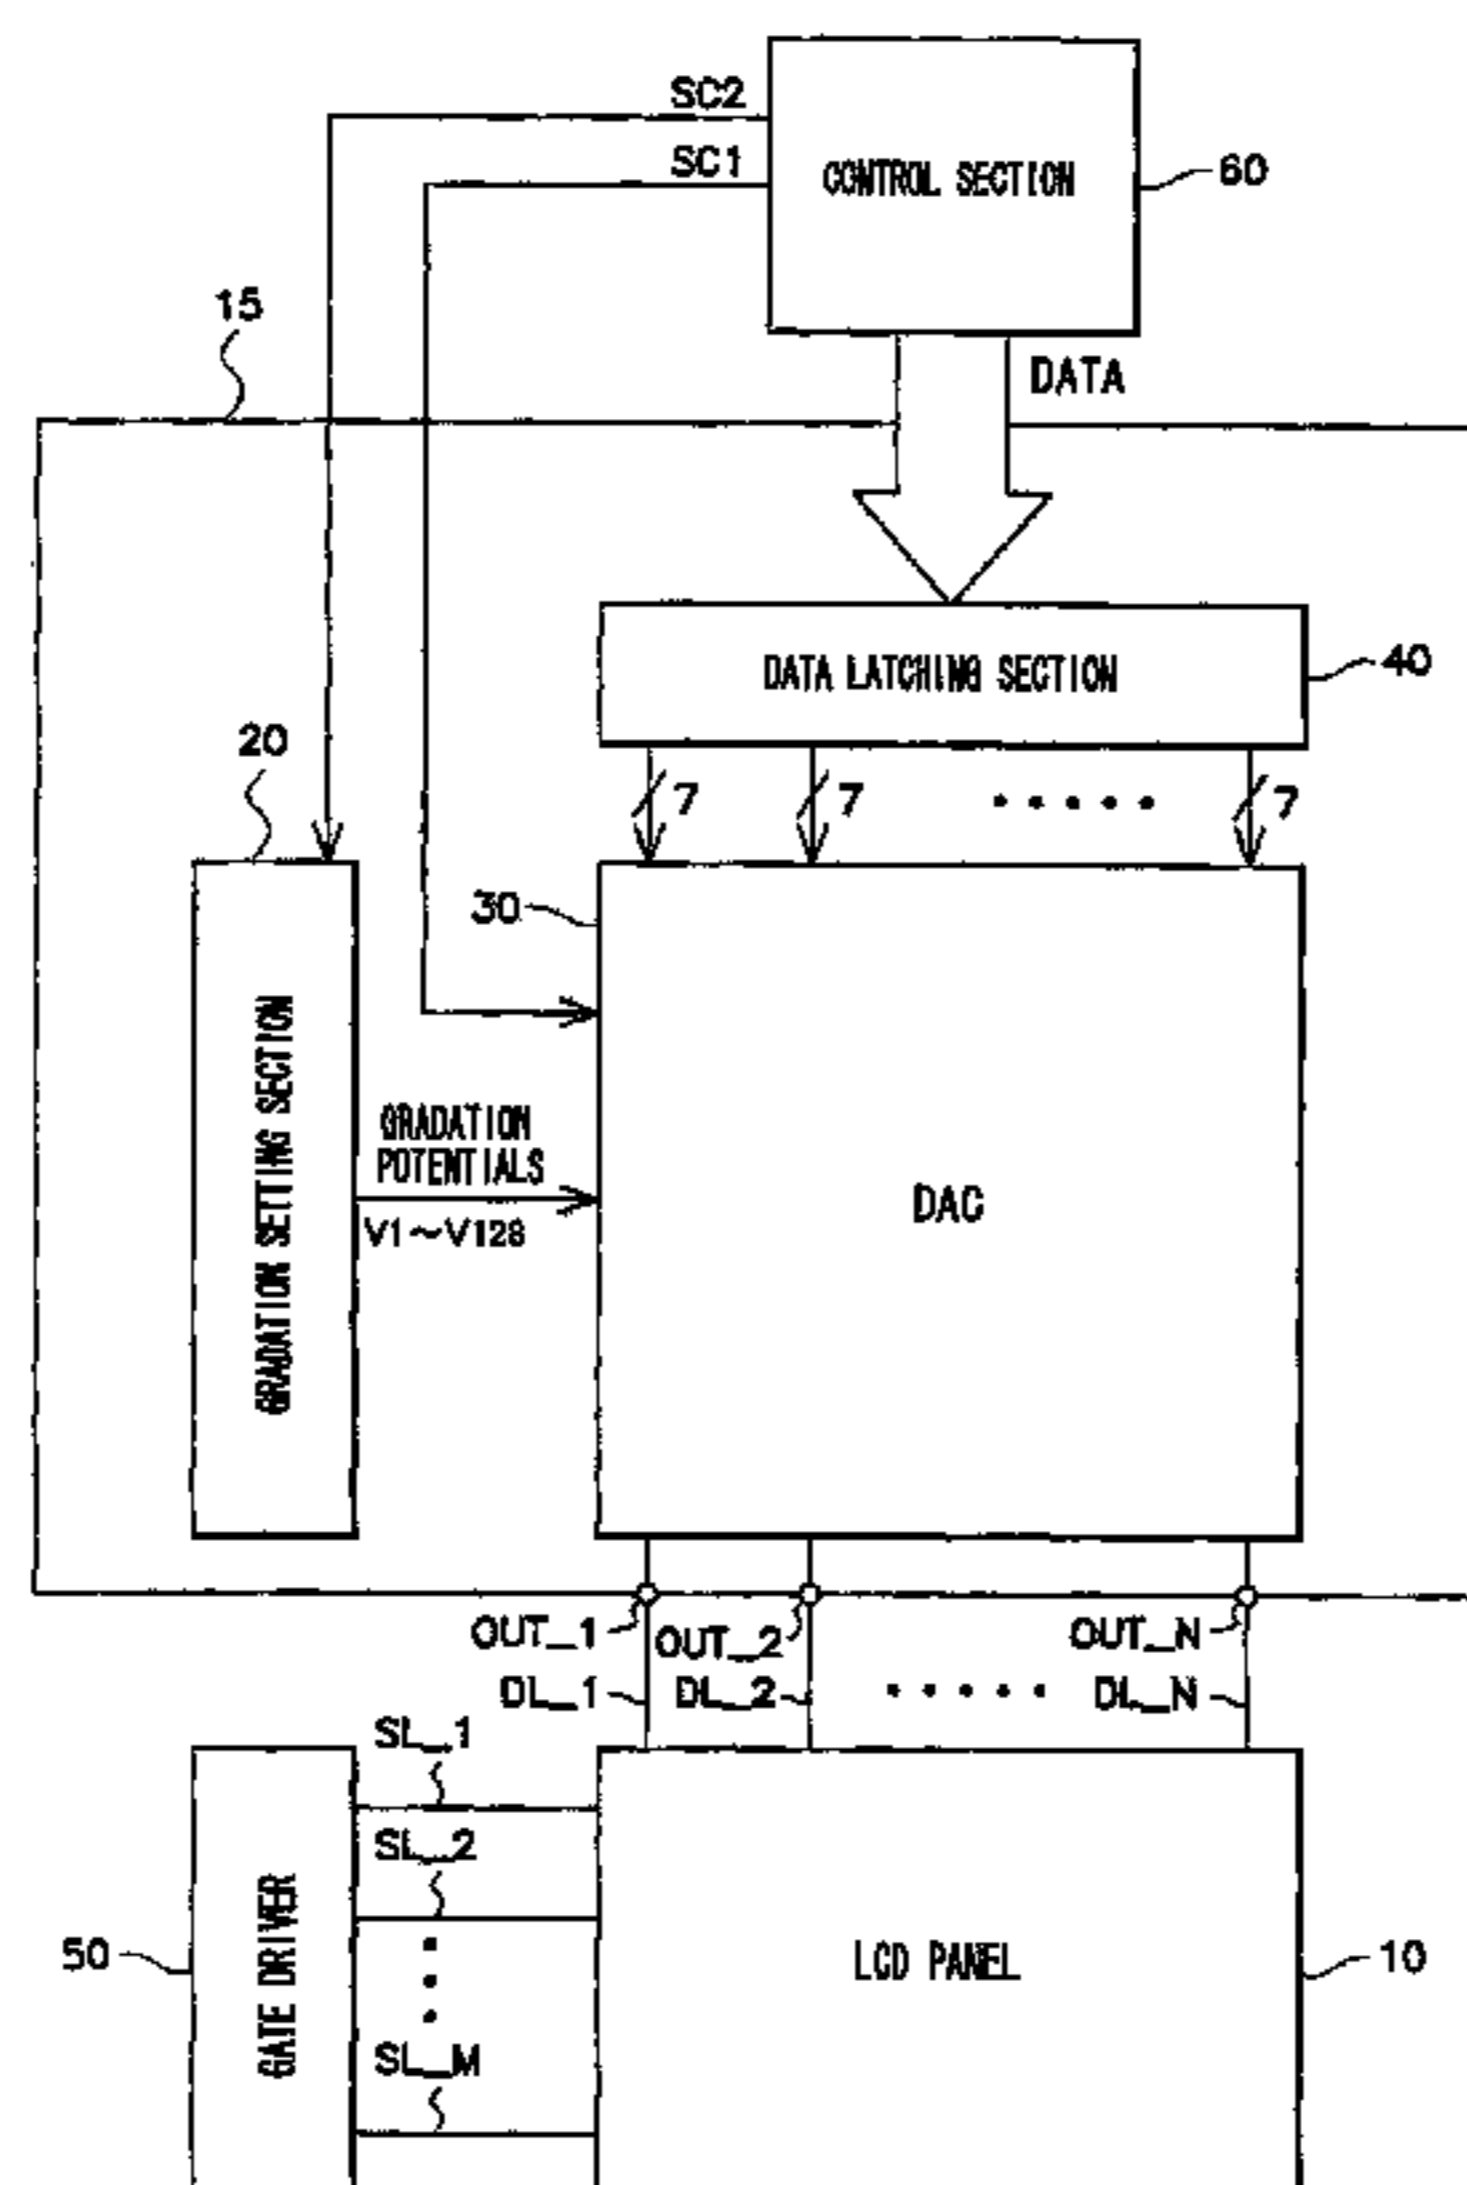 SC2
SC1
CONTROL SECTION
60
15
DATA
DATA LATCHING SECTION
40
20
7
7
7
30
GRADATION SETTING SECTION
GRADATION
POTENTIALS
V1～V128
DAC
OUT_1
OUT_2
OUT_N
DL_1
DL_2
DL_N
SL_1
SL_2
SL_M
50
GATE DRIVER
LCD PANEL
10